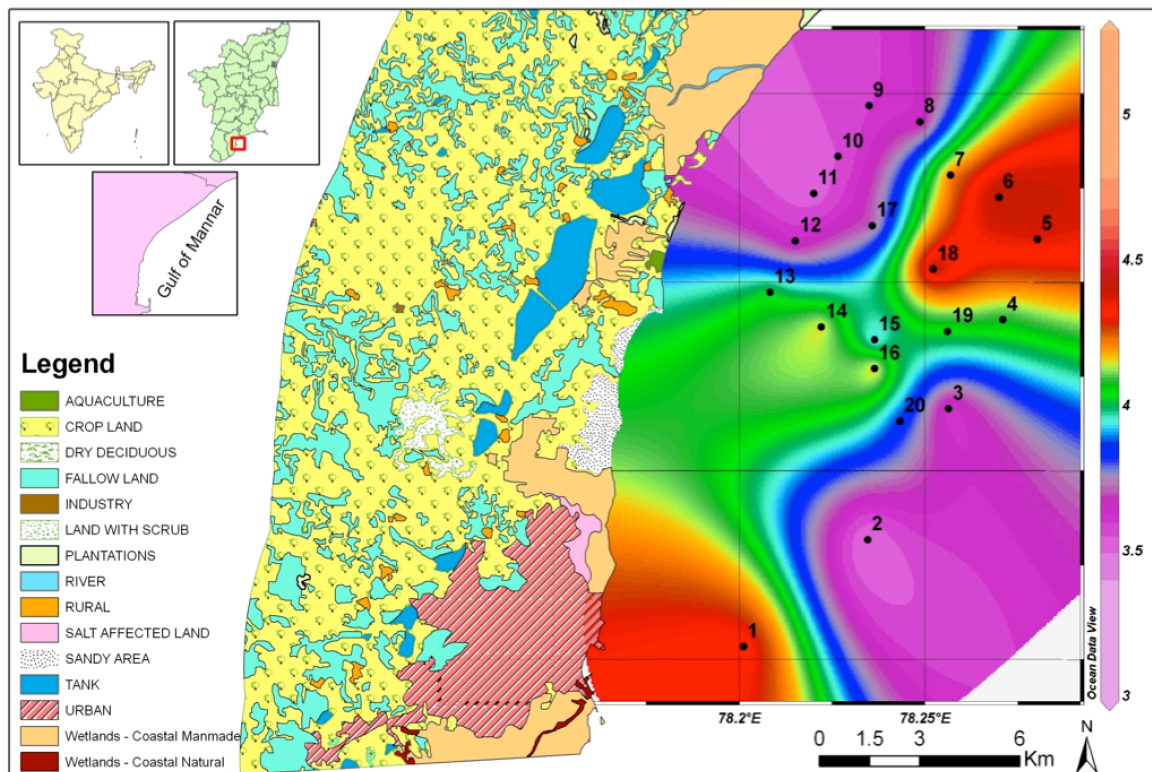 Gulf of Mannar
Legend
AQUACULTURE
CROP LAND
DRY DECIDUOUS
FALLOW LAND
INDUSTRY
LAND WITH SCRUB
PLANTATIONS
RIVER
RURAL
SALT AFFECTED LAND
SANDY AREA
TANK
URBAN
Wetlands - Coastal Manmade
Wetlands - Coastal Natural
9
8
10
7
11
6
12
17
5
13
18
14
15
19
4
16
20
3
2
1
78.2°E
78.25°E
0 1.5 3 6
Km
N
Ocean Data View
5
4.5
4
3.5
3